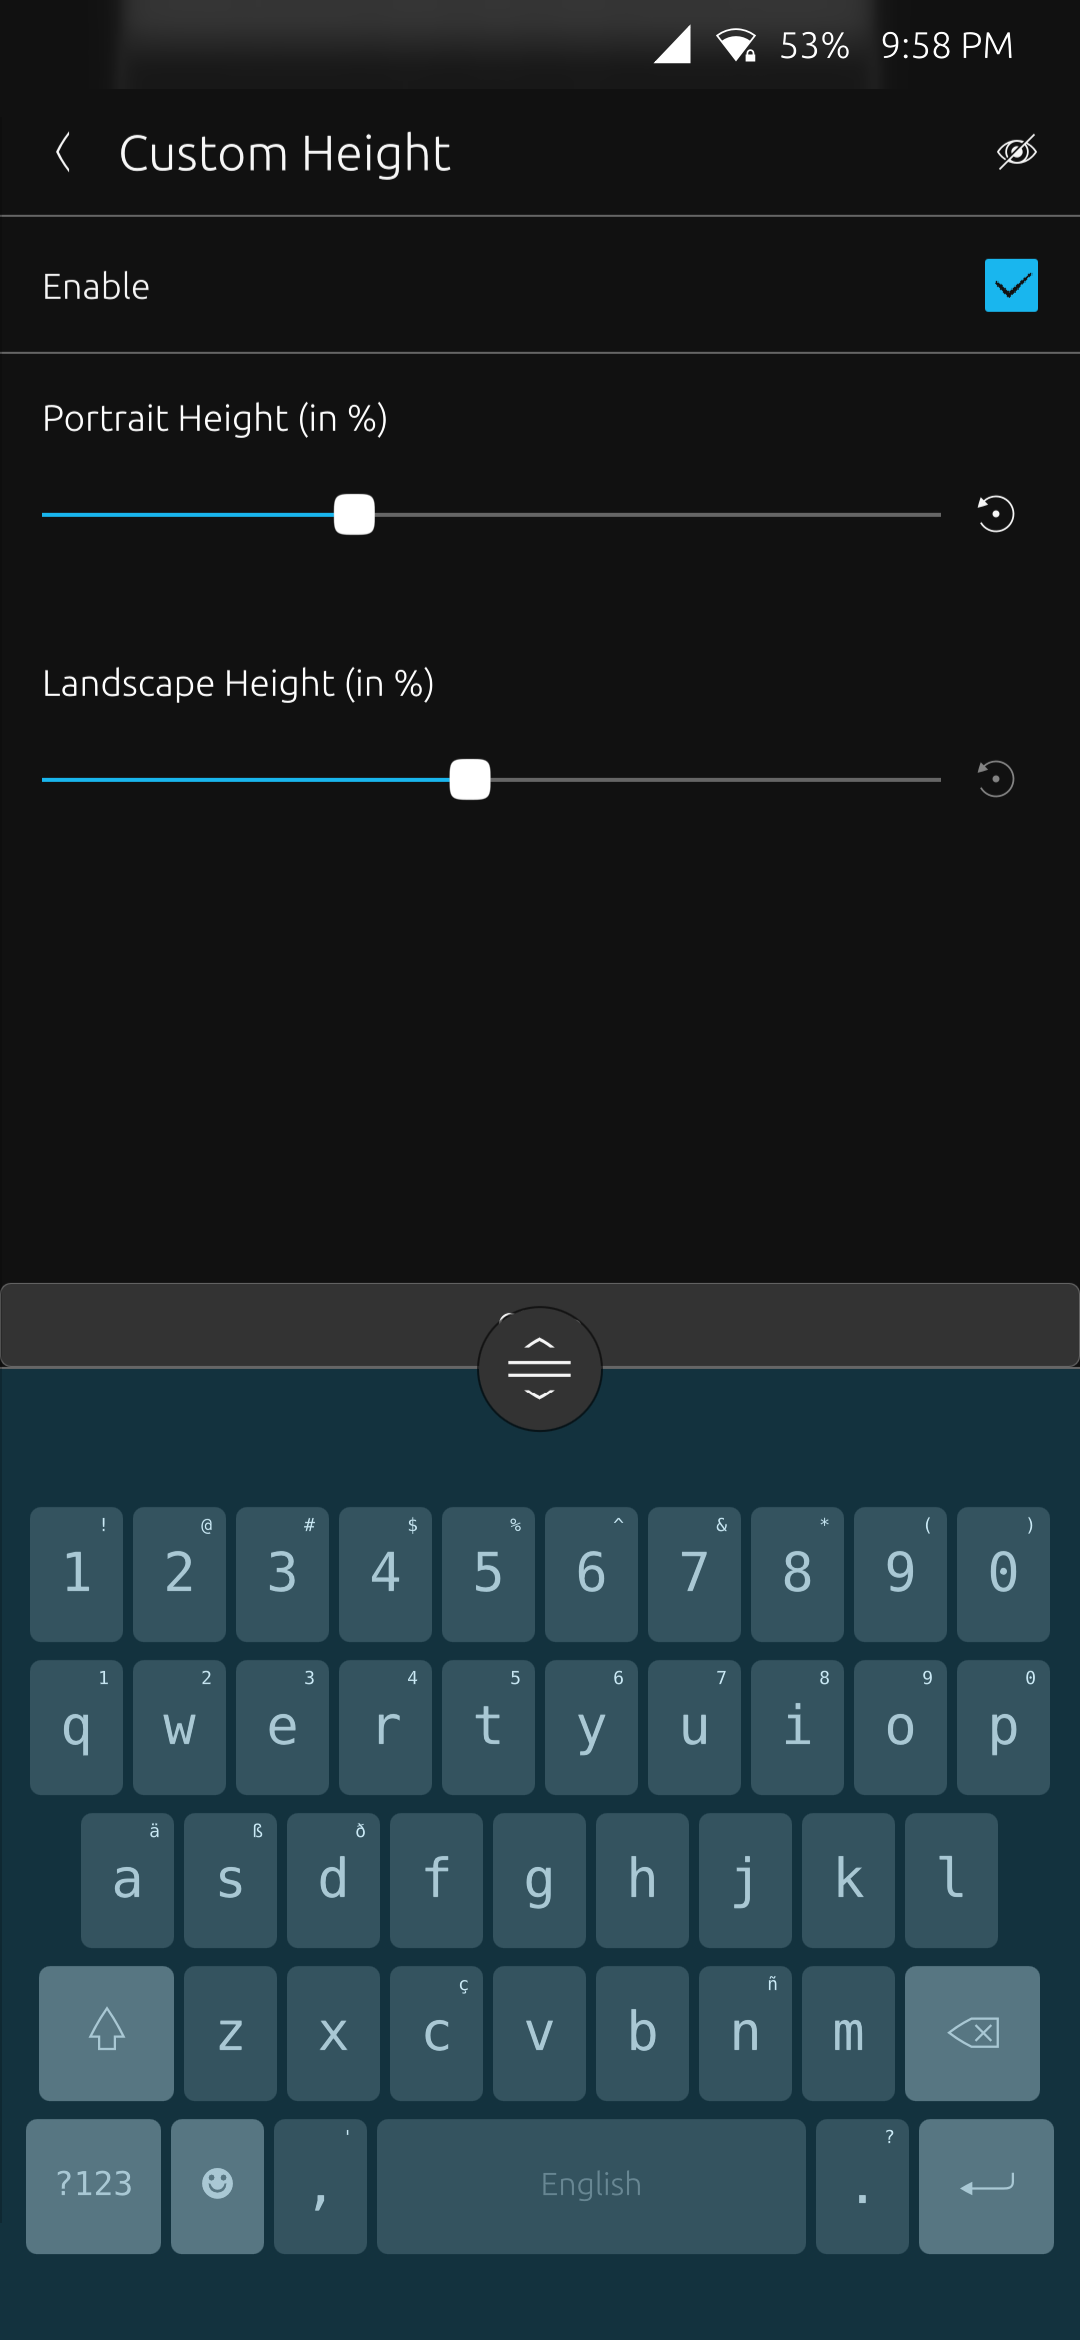 53% 9:58 PM
Custom Height
Enable
Portrait Height (in %)
Landscape Height (in %)
! @ # $ % ^ & * ( )
1 2 3 4 5 6 7 8 9 0
1 2 3 4 5 6 7 8 9 0
q w e r t y u i o p
ä ß ð
a s d f g h j k l
ç ñ
z x c v b n m
' ?
?123 , English .